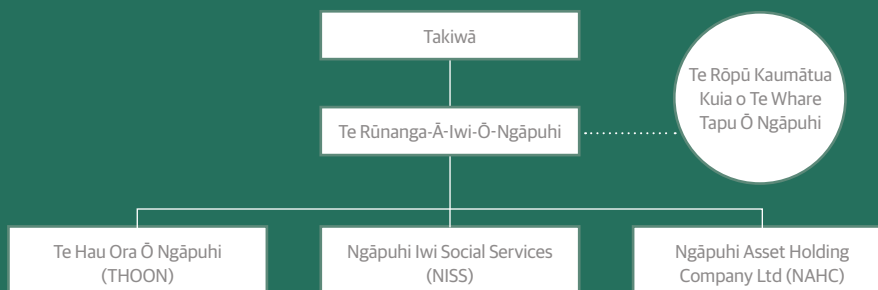 Takiwā
Te Rōpū Kaumātua
Kuia o Te Whare
Tapu Ō Ngāpuhi
Te Rūnanga-Ā-Iwi-Ō-Ngāpuhi
Te Hau Ora Ō Ngāpuhi
(THOON)
Ngāpuhi Iwi Social Services
(NISS)
Ngāpuhi Asset Holding
Company Ltd (NAHC)